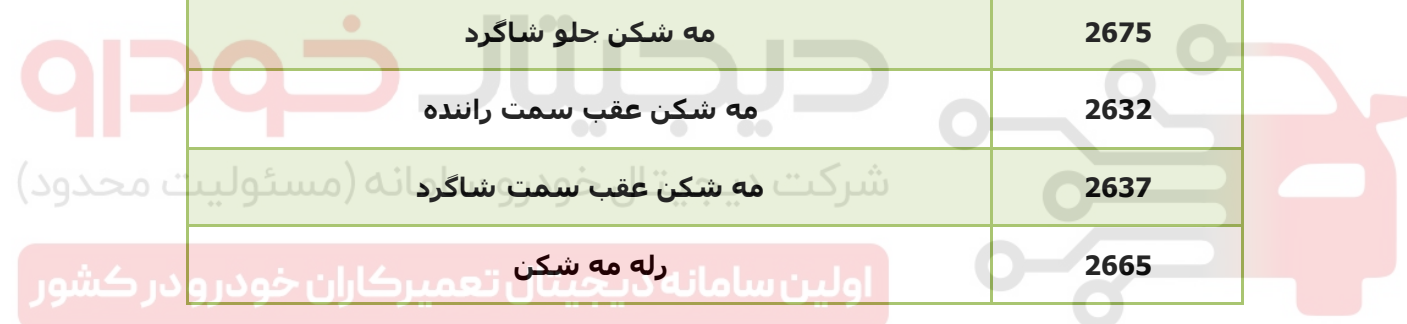 2675 مه شکن جلو شاگرد
2632 مه شکن عقب سمت راننده
2637 مه شکن عقب سمت شاگرد
2665 رله مه شکن
دیجیتال خودرو
شرکت دیجیتال خودرو سامانه (مسئولیت محدود)
اولین سامانه دیجیتال تعمیرکاران خودرو در کشور